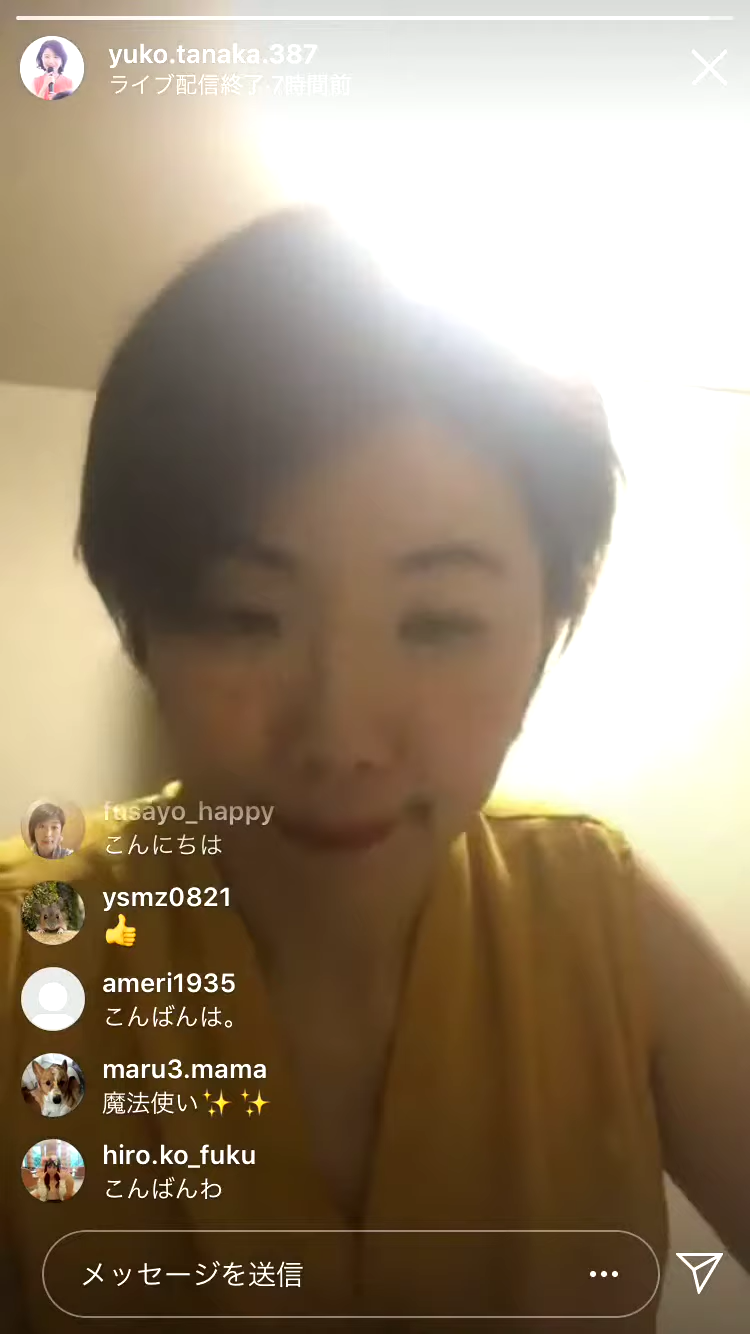 yuko.tanaka.387
ライブ配信終了・7時間前
fusayo_happy
こんにちは
ysmz0821
👍
ameri1935
こんばんは。
maru3.mama
魔法使い✨✨
hiro.ko_fuku
こんばんわ
メッセージを送信